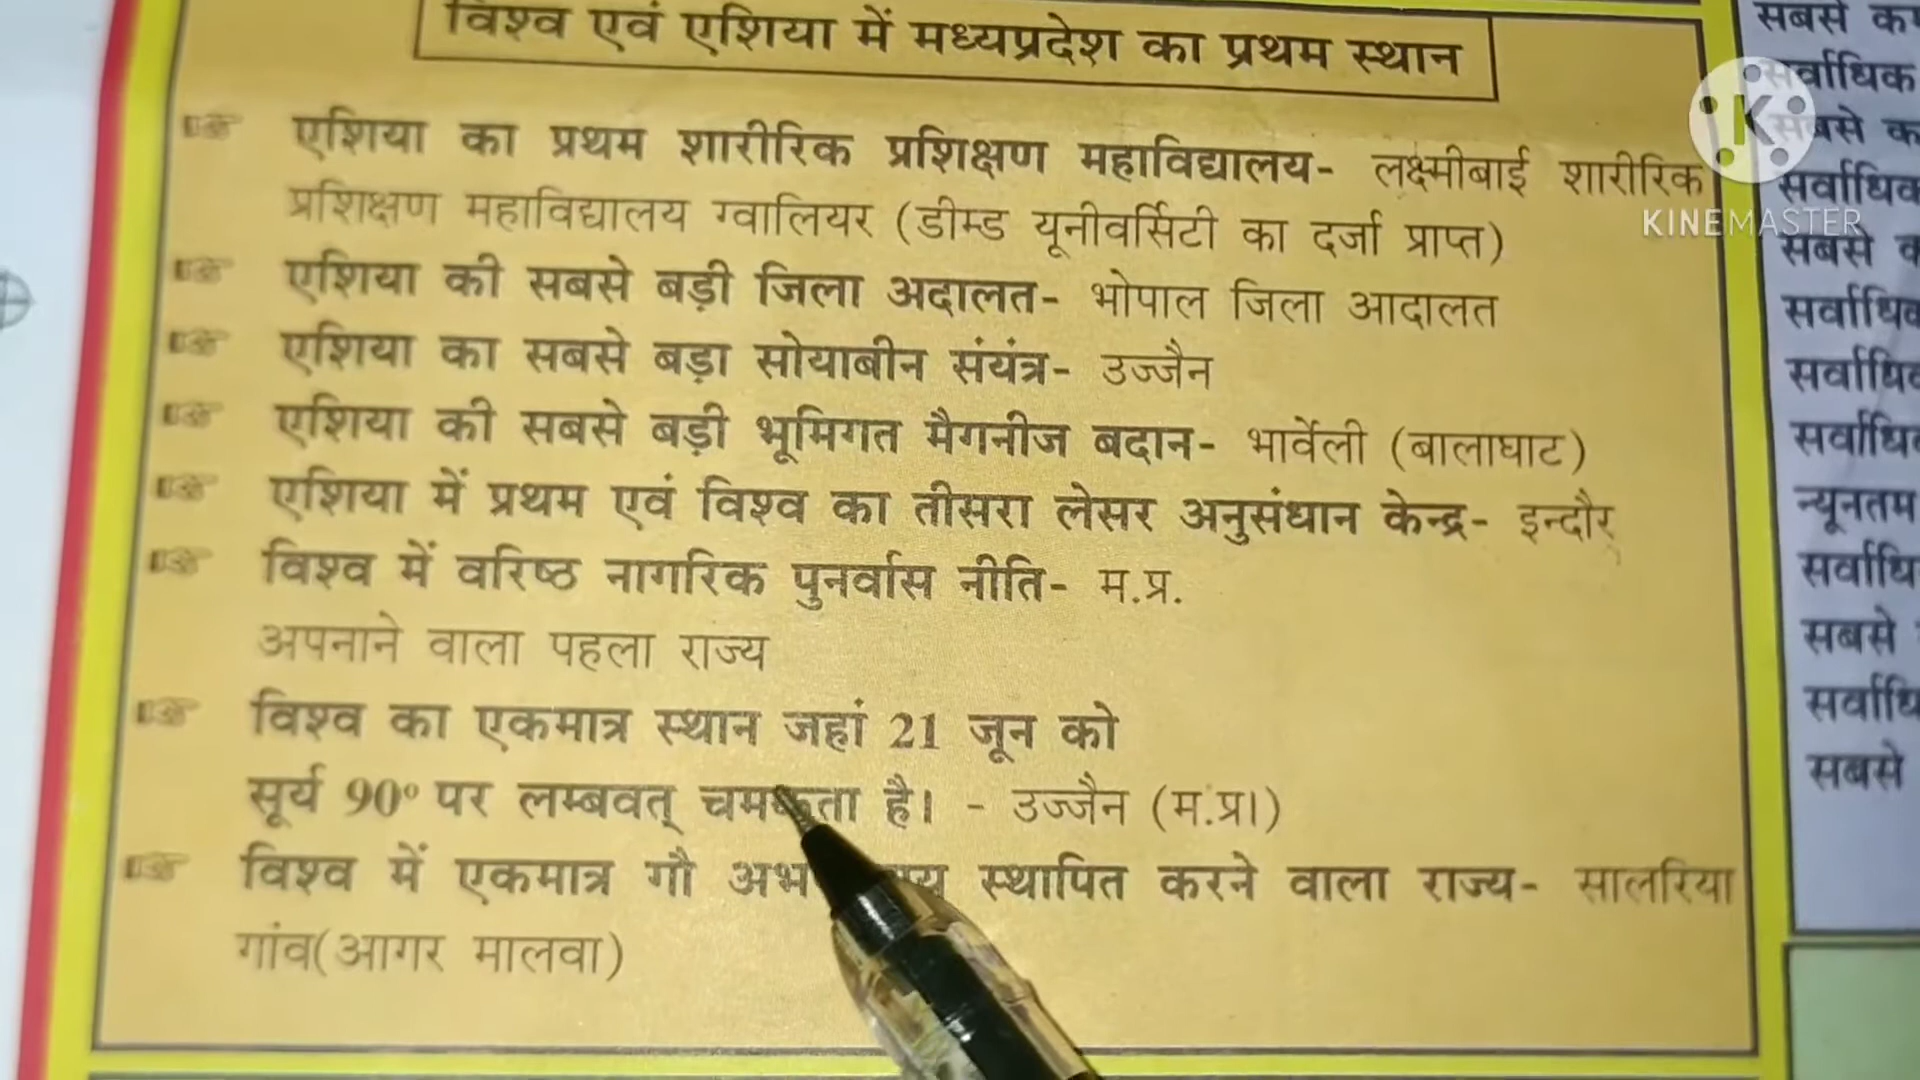 विश्व एवं एशिया में मध्यप्रदेश का प्रथम स्थान
एशिया का प्रथम शारीरिक प्रशिक्षण महाविद्यालय- लक्ष्मीबाई शारीरिक
प्रशिक्षण महाविद्यालय ग्वालियर (डीम्ड यूनीवर्सिटी का दर्जा प्राप्त)
एशिया की सबसे बड़ी जिला अदालत- भोपाल जिला आदालत
एशिया का सबसे बड़ा सोयाबीन संयंत्र- उज्जैन
एशिया की सबसे बड़ी भूमिगत मैगनीज बदान- भार्वेली (बालाघाट)
एशिया में प्रथम एवं विश्व का तीसरा लेसर अनुसंधान केन्द्र- इन्दौर
विश्व में वरिष्ठ नागरिक पुनर्वास नीति- म.प्र.
अपनाने वाला पहला राज्य
विश्व का एकमात्र स्थान जहां 21 जून को
सूर्य 90° पर लम्बवत् चमकता है। - उज्जैन (म.प्र।)
विश्व में एकमात्र गौ स्थापित करने वाला राज्य- सालरिया
गांव(आगर मालवा)
सबसे
सर्वाधिक
सबसे
सबसे
न्यूनतम
सबसे
सबसे
K
KINEMASTER